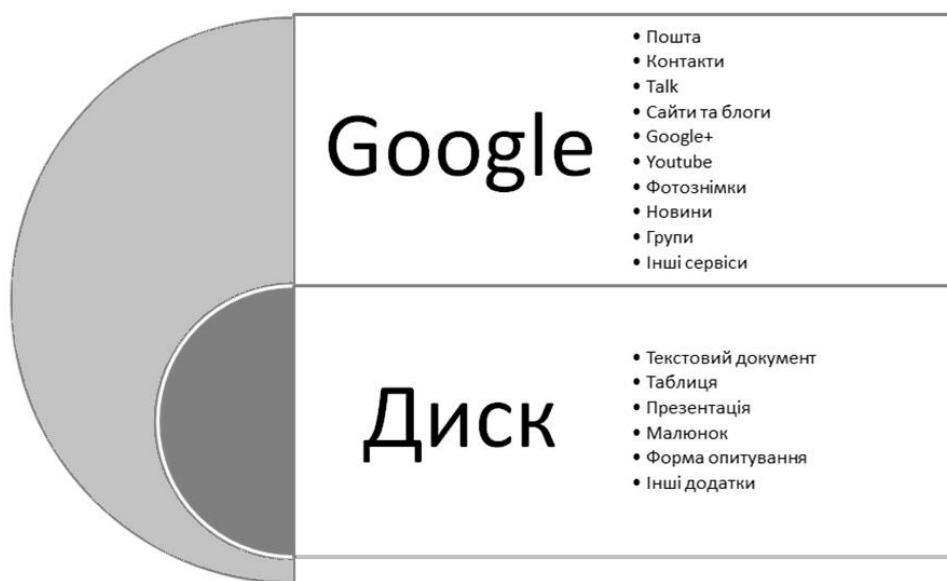 Google
• Пошта
• Контакти
• Talk
• Сайти та блоги
• Google+
• Youtube
• Фотознімки
• Новини
• Групи
• Інші сервіси
Диск
• Текстовий документ
• Таблиця
• Презентація
• Малюнок
• Форма опитування
• Інші додатки